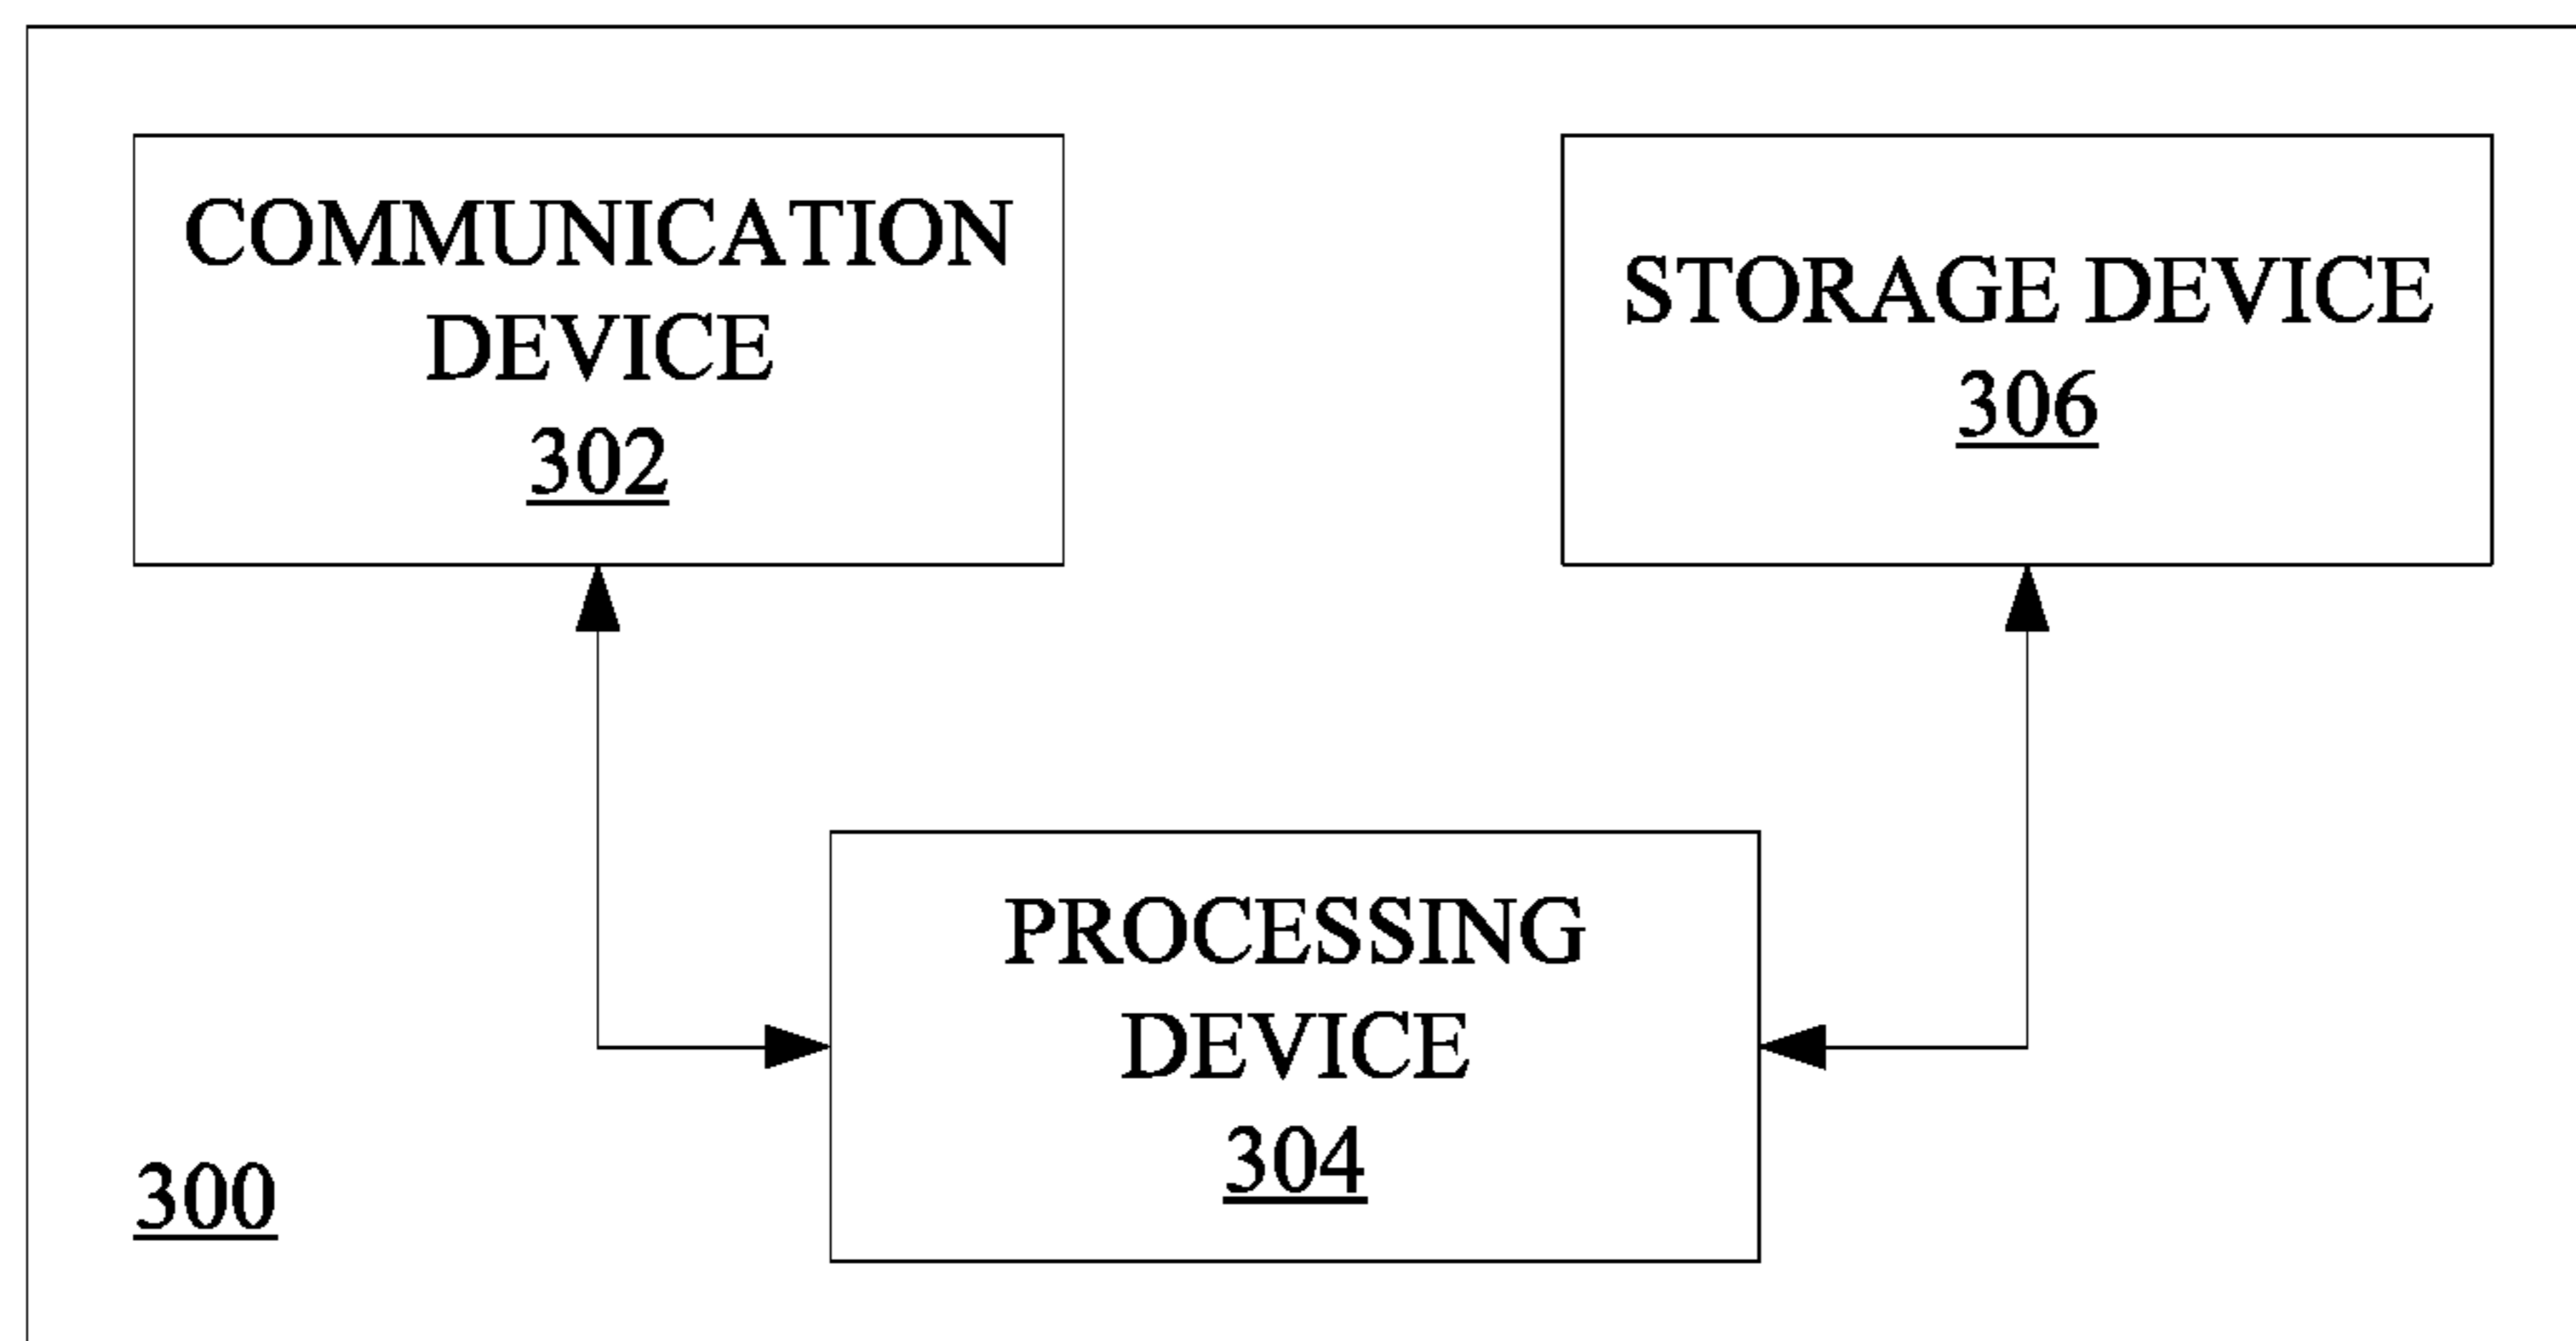 COMMUNICATION
DEVICE
302
STORAGE DEVICE
306
PROCESSING
DEVICE
304
300